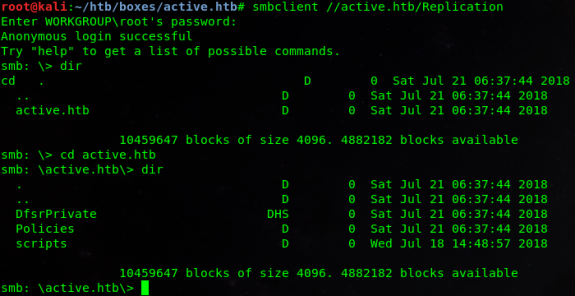 root@kali:~/htb/boxes/active.htb# smbclient //active.htb/Replication
Enter WORKGROUP\root's password:
Anonymous login successful
Try "help" to get a list of possible commands.
smb: \> dir
cd   .                                D        0  Sat Jul 21 06:37:44 2018
  ..                                D        0  Sat Jul 21 06:37:44 2018
  active.htb                        D        0  Sat Jul 21 06:37:44 2018

                10459647 blocks of size 4096. 4882182 blocks available
smb: \> cd active.htb
smb: \active.htb\> dir
  .                                 D        0  Sat Jul 21 06:37:44 2018
  ..                                D        0  Sat Jul 21 06:37:44 2018
  DfsrPrivate                     DHS        0  Sat Jul 21 06:37:44 2018
  Policies                          D        0  Sat Jul 21 06:37:44 2018
  scripts                           D        0  Wed Jul 18 14:48:57 2018

                10459647 blocks of size 4096. 4882182 blocks available
smb: \active.htb\>